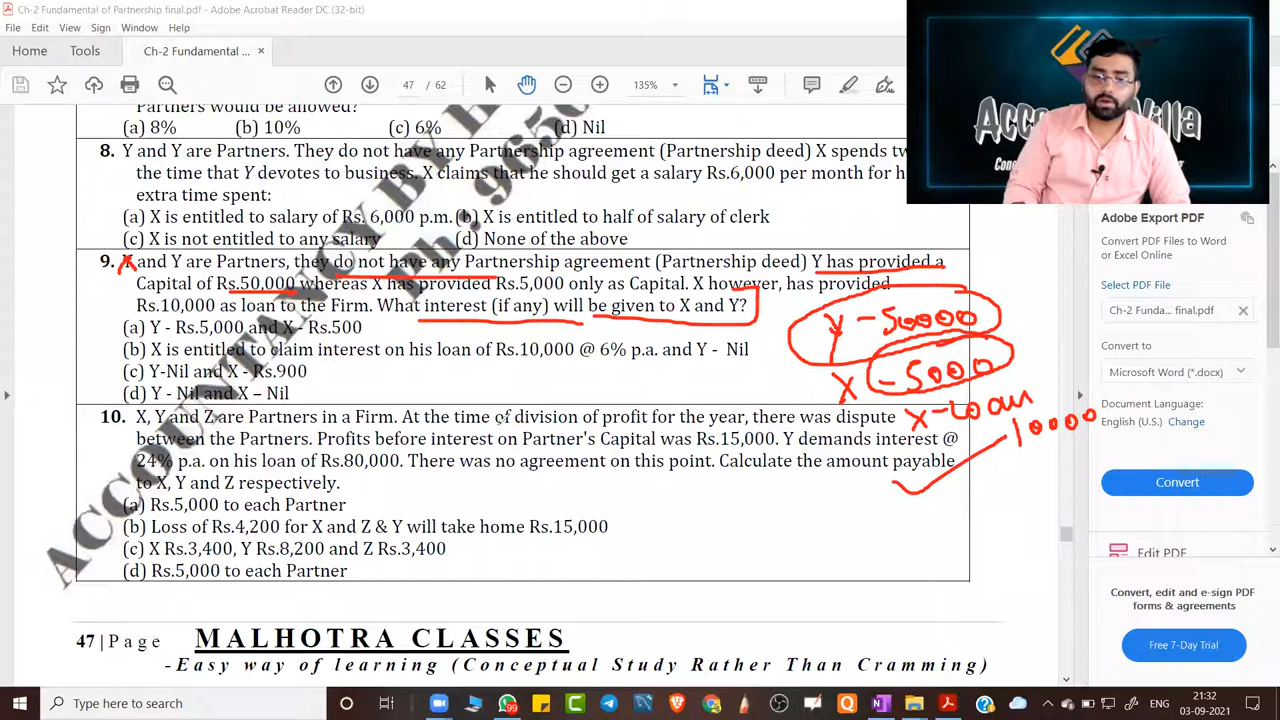 Ch-2 Fundamental of Partnership final.pdf - Adobe Acrobat Reader DC (32-bit)
File Edit View Sign Window Help
Home Tools Ch-2 Fundamental ... ×
47 / 62 135%
Partners would be allowed?
(a) 8% (b) 10% (c) 6% (d) Nil
8. Y and Y are Partners. They do not have any Partnership agreement (Partnership deed) X spends tw
the time that Y devotes to business. X claims that he should get a salary Rs.6,000 per month for h
extra time spent:
(a) X is entitled to salary of Rs. 6,000 p.m. (b) X is entitled to half of salary of clerk
(c) X is not entitled to any salary (d) None of the above
9. X and Y are Partners, they do not have any Partnership agreement (Partnership deed) Y has provided a
Capital of Rs.50,000 whereas X has provided Rs.5,000 only as Capital. X however, has provided
Rs.10,000 as loan to the Firm. What interest (if any) will be given to X and Y?
(a) Y - Rs.5,000 and X - Rs.500
(b) X is entitled to claim interest on his loan of Rs.10,000 @ 6% p.a. and Y - Nil
(c) Y-Nil and X - Rs.900
(d) Y - Nil and X – Nil
Y - 50000
X - 5000
X - Loan
10000
10. X, Y and are Partners in a Firm. At the time of division of profit for the year, there was dispute
between the Partners. Profits before interest on Partner's Capital was Rs.15,000. Y demands interest @
24% p.a. on his loan of Rs.80,000. There was no agreement on this point. Calculate the amount payable
to X, Y and Z respectively.
(a) Rs.5,000 to each Partner
(b) Loss of Rs.4,200 for X and Z & Y will take home Rs.15,000
(c) X Rs.3,400, Y Rs.8,200 and Z Rs.3,400
(d) Rs.5,000 to each Partner
47 | P a g e MALHOTRA CLASSES
-Easy way of learning (Conceptual Study Rather Than Cramming)
ACCOUNTANCY BY
Ph. 9650
Adobe Export PDF
Convert PDF Files to Word
or Excel Online
Select PDF File
Ch-2 Funda... final.pdf ×
Convert to
Microsoft Word (*.docx)
Document Language:
English (U.S.) Change
Convert
Edit PDF
Convert, edit and e-sign PDF
forms & agreements
Free 7-Day Trial
Type here to search
99
ENG
21:32
03-09-2021